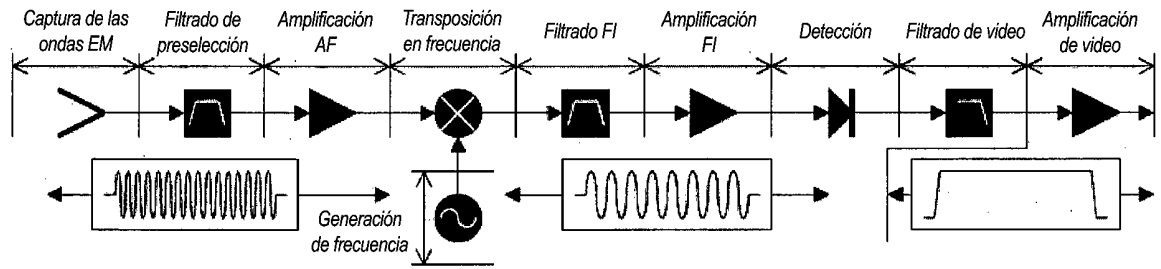 Captura de las
ondas EM
Filtrado de
preselección
Amplificación
AF
Transposición
en frecuencia
Filtrado FI
Amplificación
FI
Detección
Filtrado de video
Amplificación
de video
Generación
de frecuencia